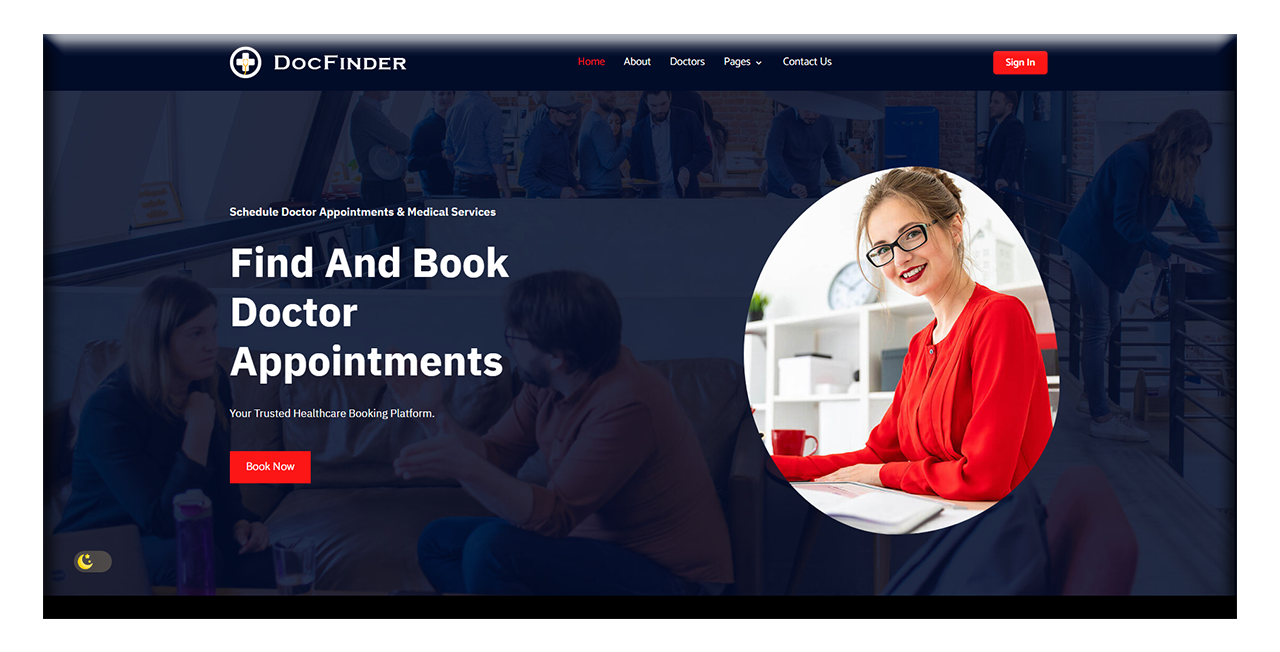 DOCFINDER
Home About Doctors Pages Contact Us
Sign In
Schedule Doctor Appointments & Medical Services
Find And Book
Doctor
Appointments
Your Trusted Healthcare Booking Platform.
Book Now